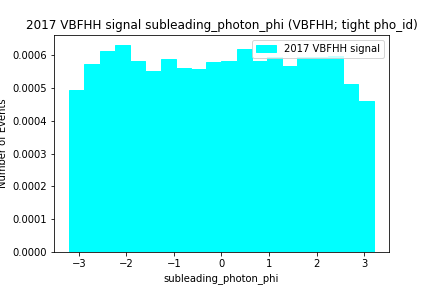 2017 VBFHH signal subleading_photon_phi (VBFHH; tight pho_id)
2017 VBFHH signal
Number of Events
0.0006
0.0005
0.0004
0.0003
0.0002
0.0001
0.0000
−3 −2 −1 0 1 2 3
subleading_photon_phi